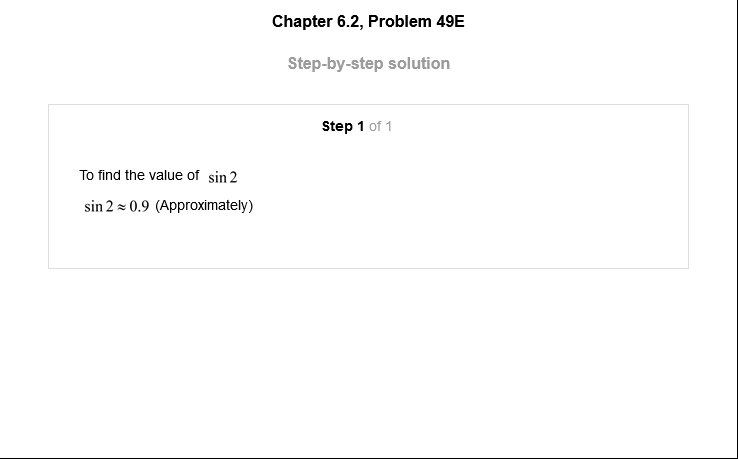 Chapter 6.2, Problem 49E
Step-by-step solution
Step 1 of 1
To find the value of sin 2
sin 2 ≈ 0.9 (Approximately)